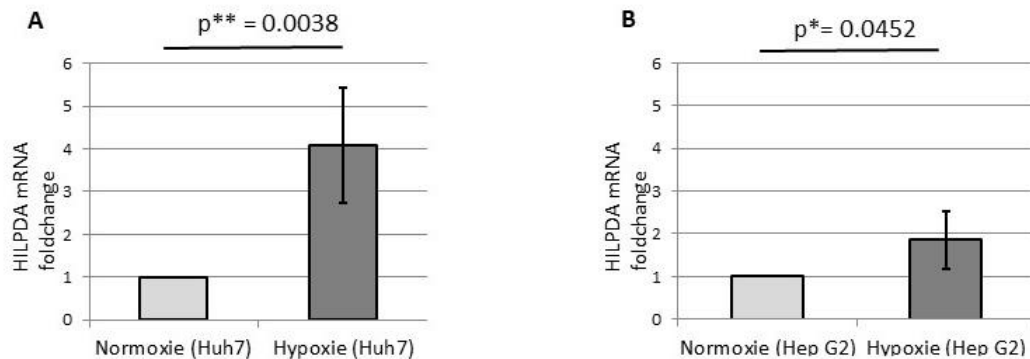 A
p** = 0.0038
HILPDA mRNA
foldchange
6
5
4
3
2
1
0
Normoxie (Huh7) Hypoxie (Huh7)
B
p*= 0.0452
HILPDA mRNA
foldchange
6
5
4
3
2
1
0
Normoxie (Hep G2) Hypoxie (Hep G2)